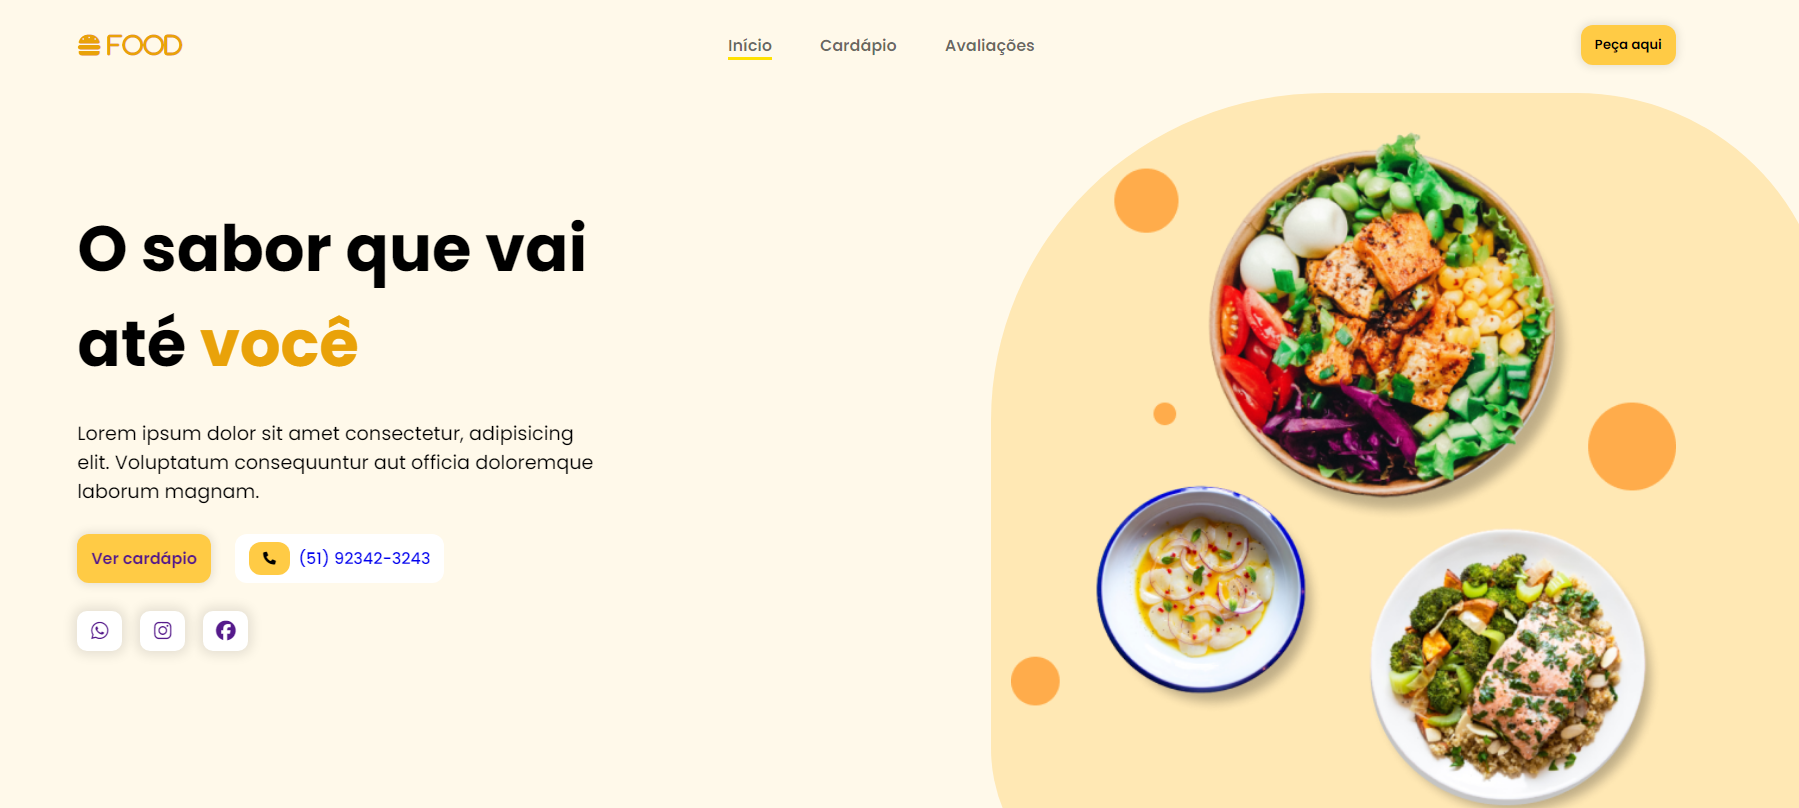 FOOD
Início
Cardápio
Avaliações
Peça aqui
O sabor que vai
até você
Lorem ipsum dolor sit amet consectetur, adipisicing
elit. Voluptatum consequuntur aut officia doloremque
laborum magnam.
Ver cardápio
(51) 92342-3243